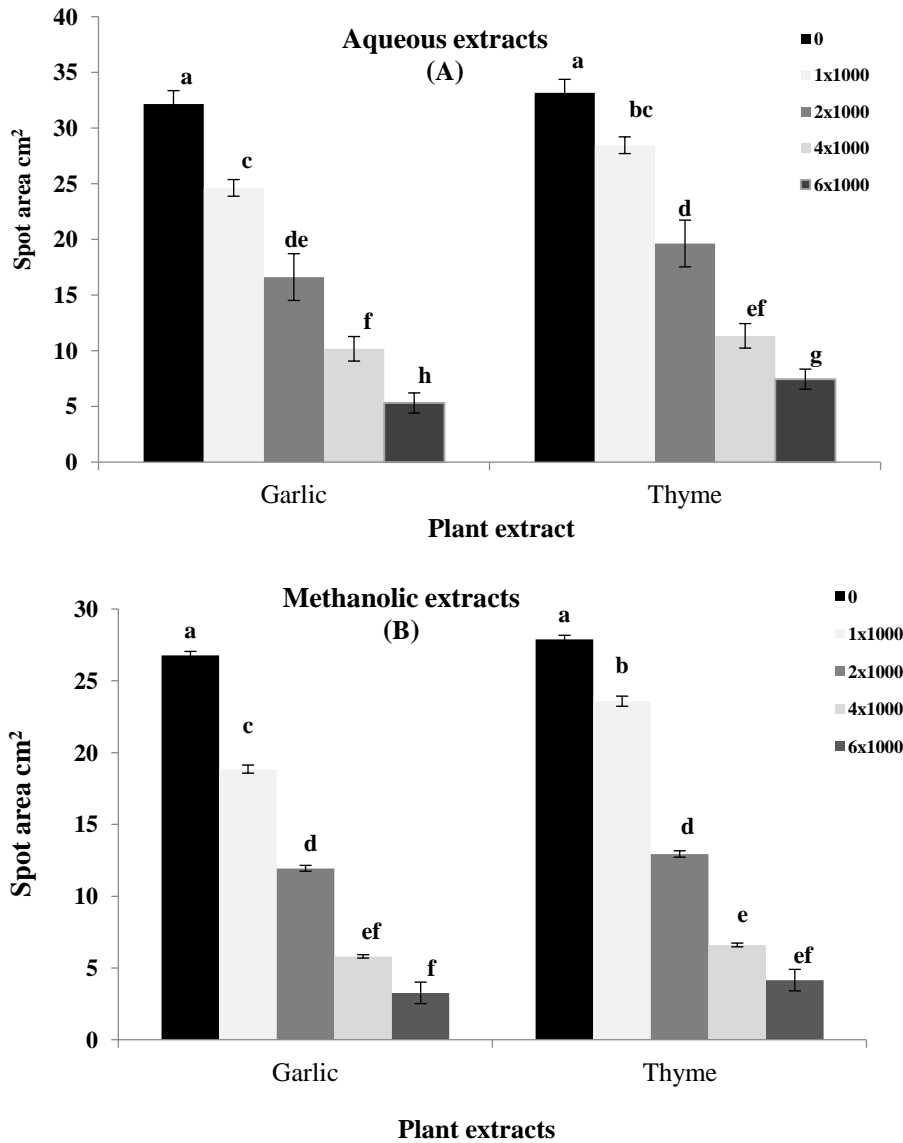 Aqueous extracts
(A)
0
1x1000
2x1000
4x1000
6x1000
Spot area cm²
40
35
30
25
20
15
10
5
0
a
c
de
f
h
a
bc
d
ef
g
Garlic
Thyme
Plant extract
Methanolic extracts
(B)
0
1x1000
2x1000
4x1000
6x1000
Spot area cm²
30
25
20
15
10
5
0
a
c
d
ef
f
a
b
d
e
ef
Garlic
Thyme
Plant extracts